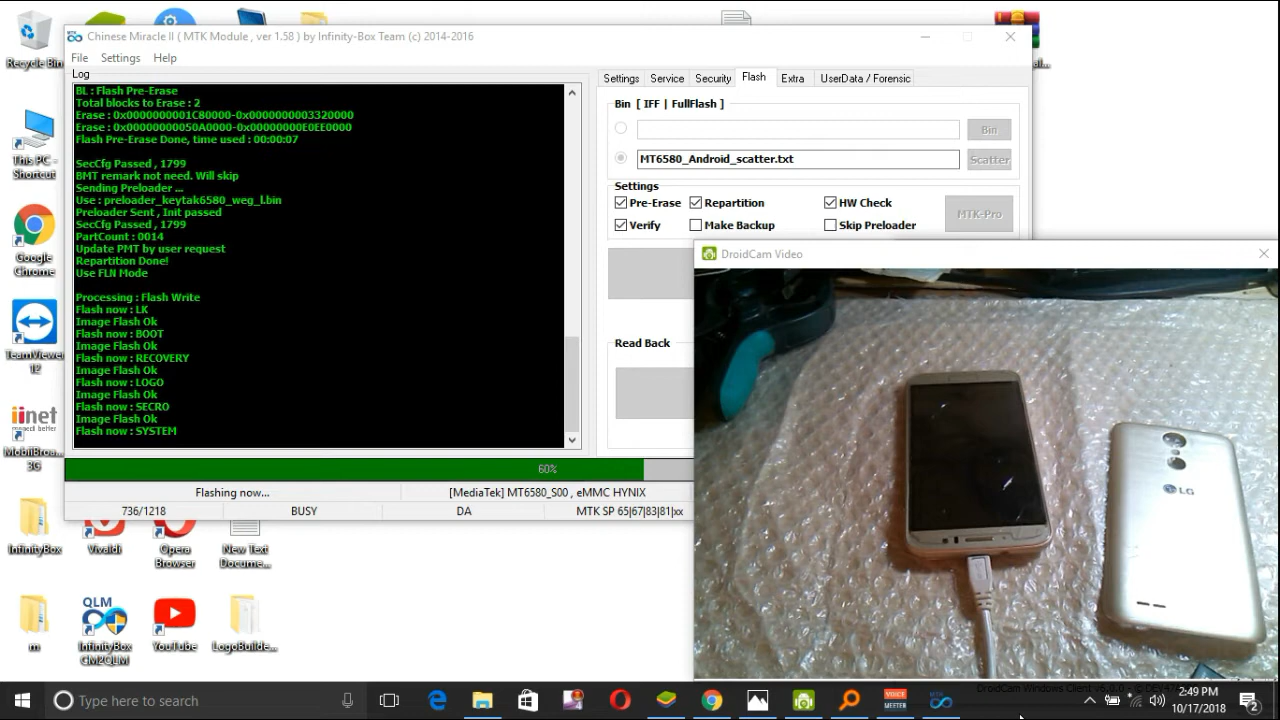 Recycle Bin
This PC - Shortcut
Google Chrome
TeamViewer 12
iinet
MobilBroa... 3G
InfinityBox
m
Vivaldi
Opera Browser
New Text Docume...
QLM
InfinityBox CM2QLM
YouTube
LogoBuilde...
al...
Chinese Miracle II ( MTK Module , ver 1.58 ) by Infinity-Box Team (c) 2014-2016
File Settings Help
Log
BL : Flash Pre-Erase
Total blocks to Erase : 2
Erase : 0x0000000001C80000-0x0000000003320000
Erase : 0x00000000050A0000-0x00000000E0EE0000
Flash Pre-Erase Done, time used : 00:00:07
SecCfg Passed , 1799
BMT remark not need. Will skip
Sending Preloader ...
Use : preloader_keytak6580_weg_l.bin
Preloader Sent , Init passed
SecCfg Passed , 1799
PartCount : 0014
Update PMT by user request
Repartition Done!
Use FLN Mode
Processing : Flash Write
Flash now : LK
Image Flash Ok
Flash now : BOOT
Image Flash Ok
Flash now : RECOVERY
Image Flash Ok
Flash now : LOGO
Image Flash Ok
Flash now : SECRO
Image Flash Ok
Flash now : SYSTEM
Settings Service Security Flash Extra UserData / Forensic
Bin [ IFF | FullFlash ]
Bin
MT6580_Android_scatter.txt Scatter
Settings
Pre-Erase Repartition HW Check MTK-Pro
Verify Make Backup Skip Preloader
Read Back
60%
Flashing now... [MediaTek] MT6580_S00 , eMMC HYNIX
736/1218 BUSY DA MTK SP 65|67|83|81|xx
DroidCam Video
LG
Type here to search
VOICE MEETER
MTK
2:49 PM
10/17/2018
2